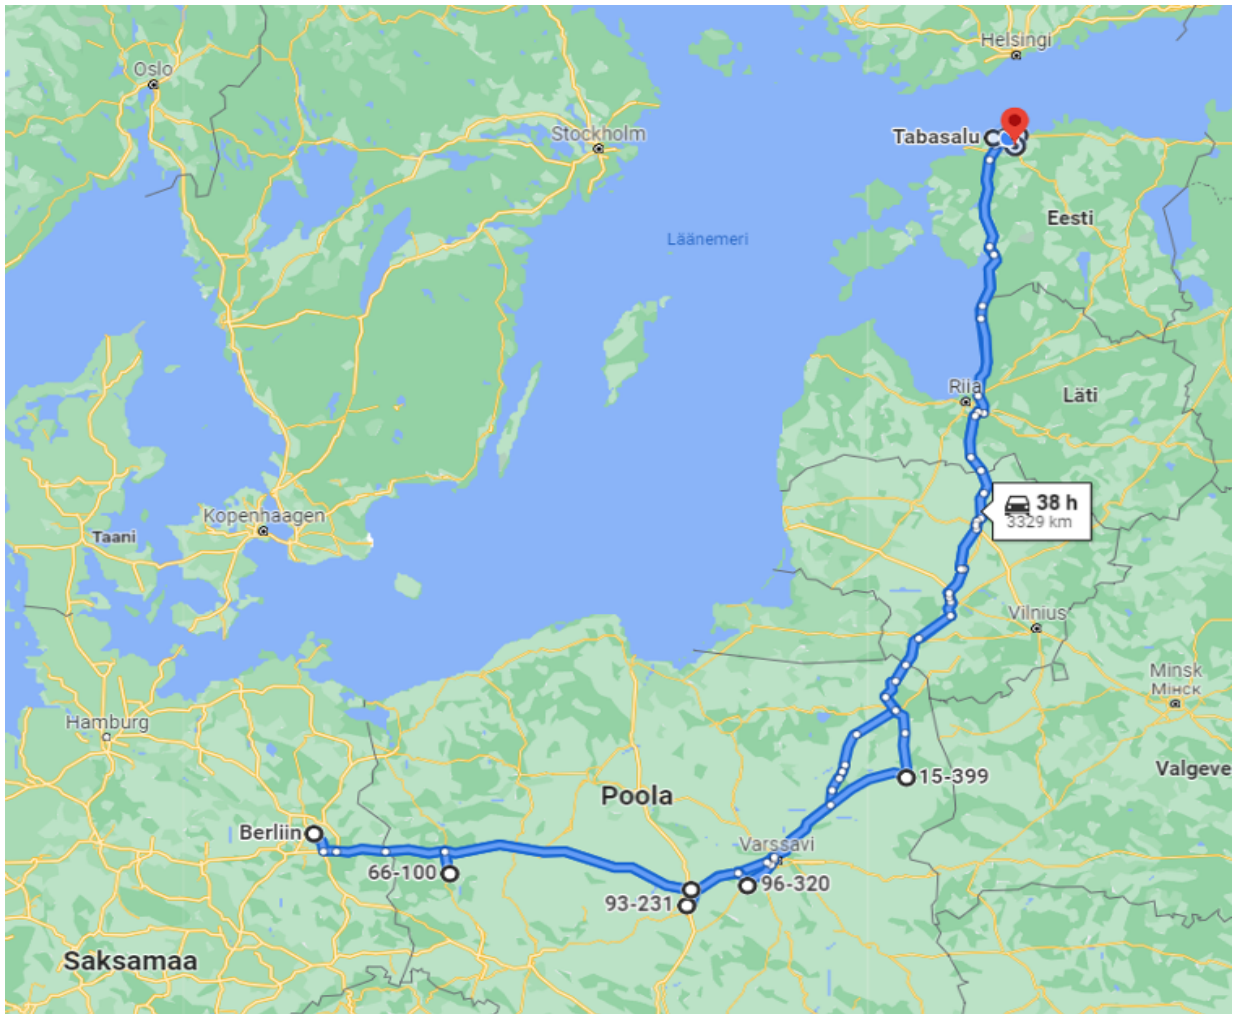 Helsingi
Oslo
Stockholm
Tabasalu
Eesti
Läänemeri
Riia
Läti
38 h
3329 km
Kopenhaagen
Taani
Vilnius
Minsk
Мінск
Hamburg
Valgeve
15-399
Poola
Berliin
Varssavi
66-100
96-320
93-231
Saksamaa